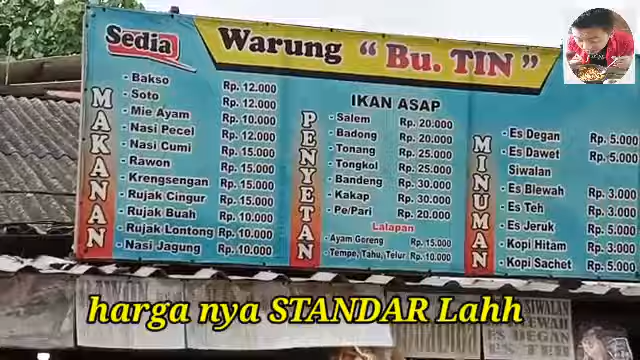 Sedia
Warung " Bu. TIN "
MAKANAN
- Bakso Rp. 12.000
- Soto Rp. 12.000
- Mie Ayam Rp. 10.000
- Nasi Pecel Rp. 12.000
- Nasi Cumi Rp. 15.000
- Rawon Rp. 15.000
- Krengsengan Rp. 15.000
- Rujak Cingur Rp. 15.000
- Rujak Buah Rp. 10.000
- Rujak Lontong Rp. 10.000
- Nasi Jagung Rp. 10.000
PENYETAN
IKAN ASAP
- Salem Rp. 20.000
- Badong Rp. 20.000
- Tonang Rp. 25.000
- Tongkol Rp. 25.000
- Bandeng Rp. 30.000
- Kakap Rp. 30.000
- Pe/Pari Rp. 20.000
Lalapan
- Ayam Goreng Rp. 15.000
- Tempe, Tahu, Telur Rp. 10.000
MINUMAN
- Es Degan Rp. 5.000
- Es Dawet Rp. 5.000
Siwalan
- Es Blewah Rp. 3.000
- Es Teh Rp. 3.000
- Es Jeruk Rp. 3.000
- Kopi Hitam Rp. 3.000
- Kopi Sachet Rp. 5.000
harga nya STANDAR Lahh
SIWALAN
ES DEGAN